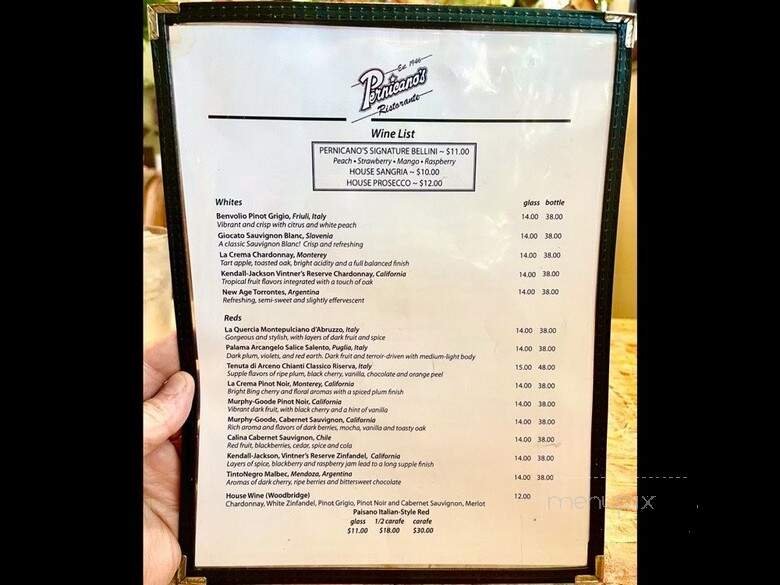 Est. 1946
Pernicano's
Ristorante
Wine List
PERNICANO'S SIGNATURE BELLINI ~ $11.00
Peach • Strawberry • Mango • Raspberry
HOUSE SANGRIA ~ $10.00
HOUSE PROSECCO ~ $12.00
Whites glass bottle
Benvolio Pinot Grigio, Friuli, Italy 14.00 38.00
Vibrant and crisp with citrus and white peach
Giocato Sauvignon Blanc, Slovenia 14.00 38.00
A classic Sauvignon Blanc! Crisp and refreshing
La Crema Chardonnay, Monterey 14.00 38.00
Tart apple, toasted oak, bright acidity and a full balanced finish
Kendall-Jackson Vintner's Reserve Chardonnay, California 14.00 38.00
Tropical fruit flavors integrated with a touch of oak
New Age Torrontes, Argentina 14.00 38.00
Refreshing, semi-sweet and slightly effervescent
Reds
La Quercia Montepulciano d'Abruzzo, Italy 14.00 38.00
Gorgeous and stylish, with layers of dark fruit and spice
Palama Arcangelo Salice Salento, Puglia, Italy 14.00 38.00
Dark plum, violets, and red earth. Dark fruit and terroir-driven with medium-light body
Tenuta di Arceno Chianti Classico Riserva, Italy 15.00 48.00
Supple flavors of ripe plum, black cherry, vanilla, chocolate and orange peel
La Crema Pinot Noir, Monterey, California 14.00 38.00
Bright Bing cherry and floral aromas with a spiced plum finish
Murphy-Goode Pinot Noir, California 14.00 38.00
Vibrant dark fruit, with black cherry and a hint of vanilla
Murphy-Goode, Cabernet Sauvignon, California 14.00 38.00
Rich aroma and flavors of dark berries, mocha, vanilla and toasty oak
Calina Cabernet Sauvignon, Chile 14.00 38.00
Red fruit, blackberries, cedar, spice and cola
Kendall-Jackson, Vintner's Reserve Zinfandel, California 14.00 38.00
Layers of spice, blackberry and raspberry jam lead to a long supple finish
TintoNegro Malbec, Mendoza, Argentina 14.00 38.00
Aromas of dark cherry, ripe berries and bittersweet chocolate
House Wine (Woodbridge) 12.00
Chardonnay, White Zinfandel, Pinot Grigio, Pinot Noir and Cabernet Sauvignon, Merlot
Paisano Italian-Style Red
glass 1/2 carafe carafe
$11.00 $18.00 $30.00
menupix